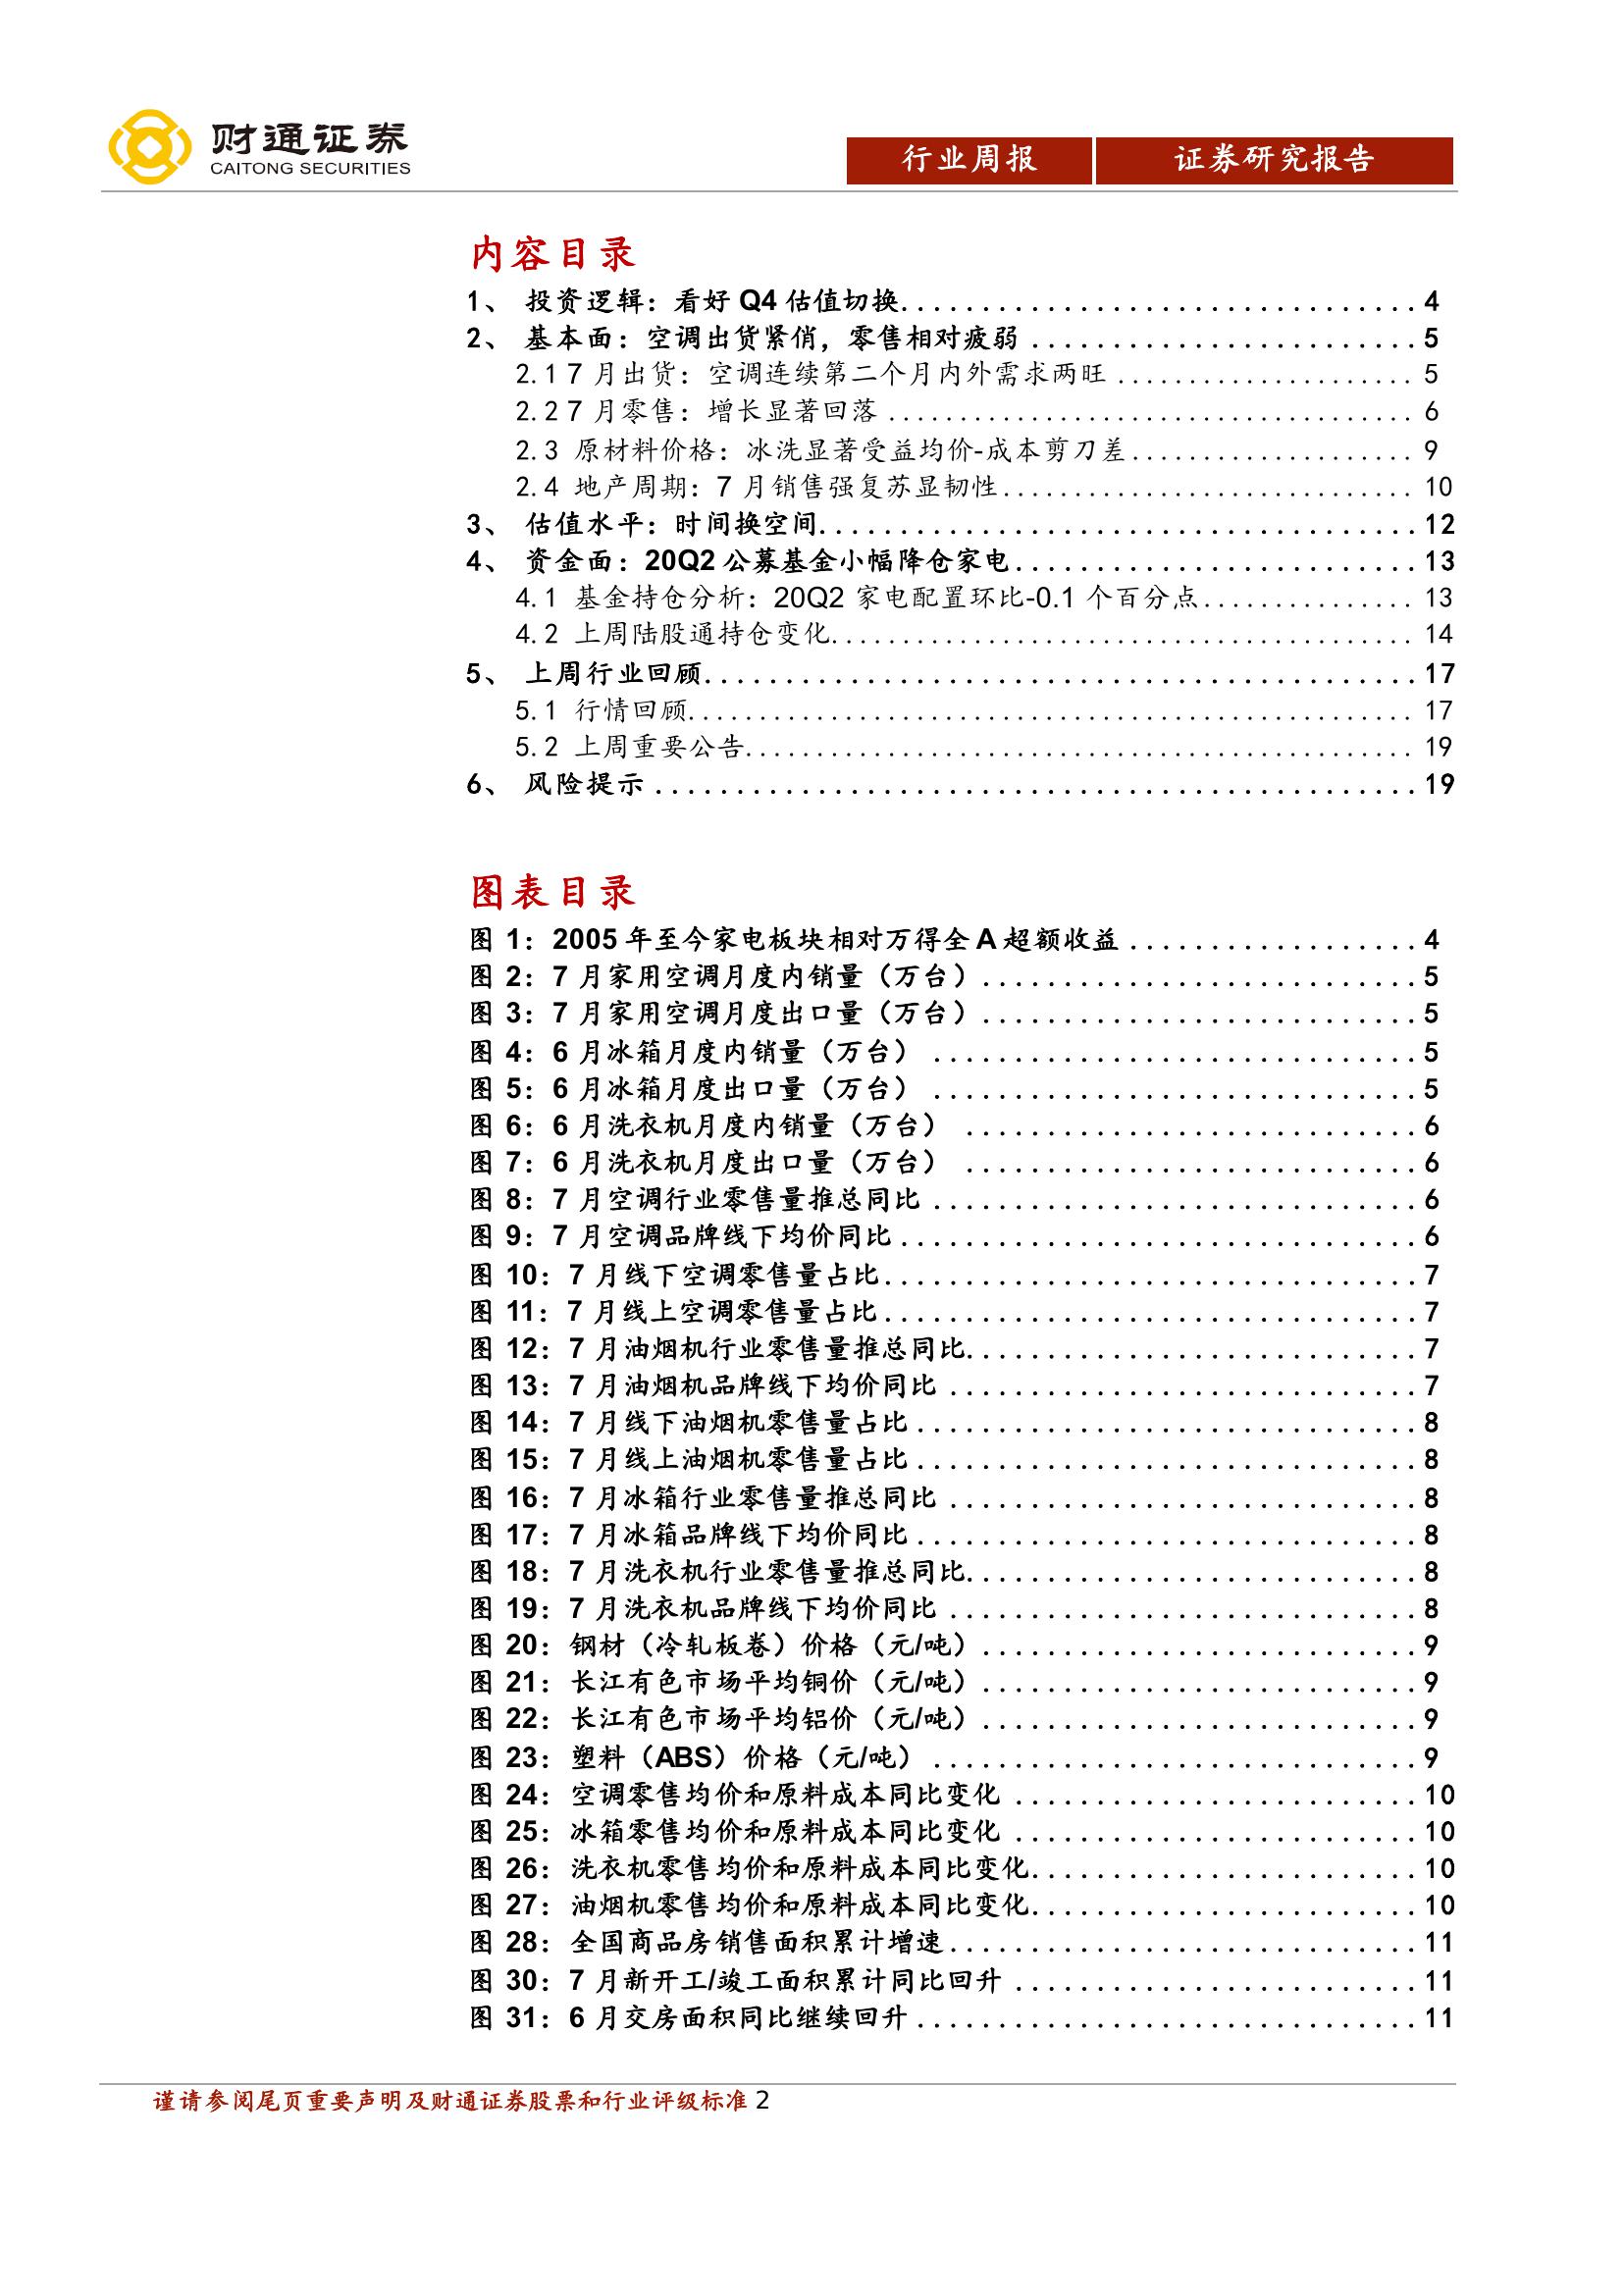 财通证券
CAITONG SECURITIES
行业周报 证券研究报告
内容目录
1、 投资逻辑：看好 Q4 估值切换................................4
2、 基本面：空调出货紧俏，零售相对疲弱........................5
2.1 7 月出货：空调连续第二个月内外需求两旺..................... 5
2.2 7 月零售：增长显著回落..................................... 6
2.3 原材料价格：冰洗显著受益均价-成本剪刀差.................... 9
2.4 地产周期：7 月销售强复苏显韧性............................. 10
3、 估值水平：时间换空间.....................................12
4、 资金面：20Q2 公募基金小幅降仓家电.........................13
4.1 基金持仓分析：20Q2 家电配置环比-0.1 个百分点............... 13
4.2 上周陆股通持仓变化......................................... 14
5、 上周行业回顾............................................17
5.1 行情回顾................................................... 17
5.2 上周重要公告............................................... 19
6、 风险提示...............................................19
图表目录
图 1：2005 年至今家电板块相对万得全 A 超额收益..................4
图 2：7 月家用空调月度内销量（万台）...........................5
图 3：7 月家用空调月度出口量（万台）...........................5
图 4：6 月冰箱月度内销量（万台）..............................5
图 5：6 月冰箱月度出口量（万台）..............................5
图 6：6 月洗衣机月度内销量（万台）............................6
图 7：6 月洗衣机月度出口量（万台）............................6
图 8：7 月空调行业零售量推总同比..............................6
图 9：7 月空调品牌线下均价同比................................6
图 10：7 月线下空调零售量占比.................................7
图 11：7 月线上空调零售量占比.................................7
图 12：7 月油烟机行业零售量推总同比............................7
图 13：7 月油烟机品牌线下均价同比.............................7
图 14：7 月线下油烟机零售量占比...............................8
图 15：7 月线上油烟机零售量占比...............................8
图 16：7 月冰箱行业零售量推总同比.............................8
图 17：7 月冰箱品牌线下均价同比...............................8
图 18：7 月洗衣机行业零售量推总同比............................8
图 19：7 月洗衣机品牌线下均价同比.............................8
图 20：钢材（冷轧板卷）价格（元/吨）...........................9
图 21：长江有色市场平均铜价（元/吨）...........................9
图 22：长江有色市场平均铝价（元/吨）...........................9
图 23：塑料（ABS）价格（元/吨）..............................9
图 24：空调零售均价和原料成本同比变化.........................10
图 25：冰箱零售均价和原料成本同比变化.........................10
图 26：洗衣机零售均价和原料成本同比变化........................10
图 27：油烟机零售均价和原料成本同比变化........................10
图 28：全国商品房销售面积累计增速.............................11
图 30：7 月新开工/竣工面积累计同比回升.........................11
图 31：6 月交房面积同比继续回升...............................11
谨请参阅尾页重要声明及财通证券股票和行业评级标准 2